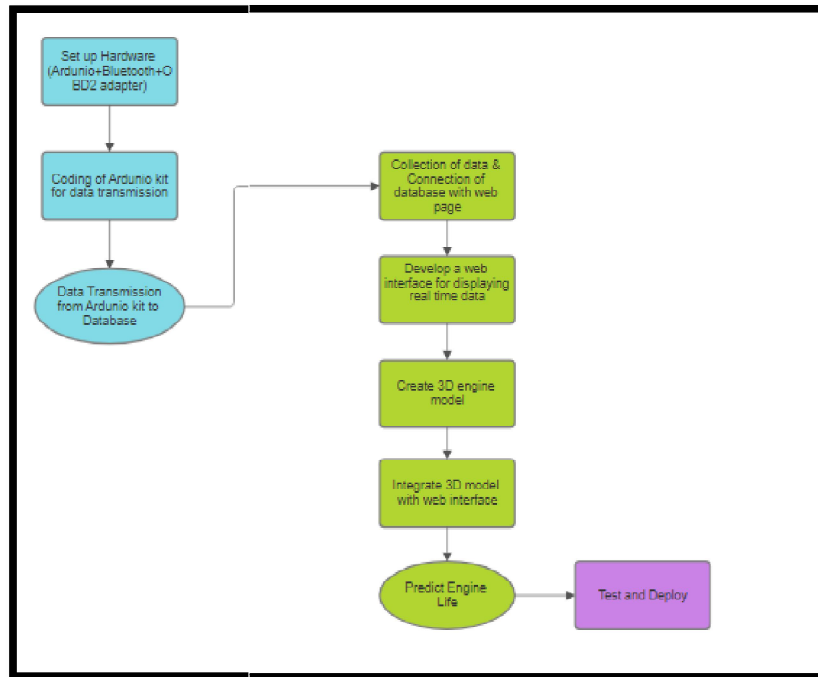 Set up Hardware
(Ardunio+Bluetooth+O
BD2 adapter)
Coding of Ardunio kit
for data transmission
Data Transmission
from Ardunio kit to
Database
Collection of data &
Connection of
database with web
page
Develop a web
interface for displaying
real time data
Create 3D engine
model
Integrate 3D model
with web interface
Predict Engine
Life
Test and Deploy